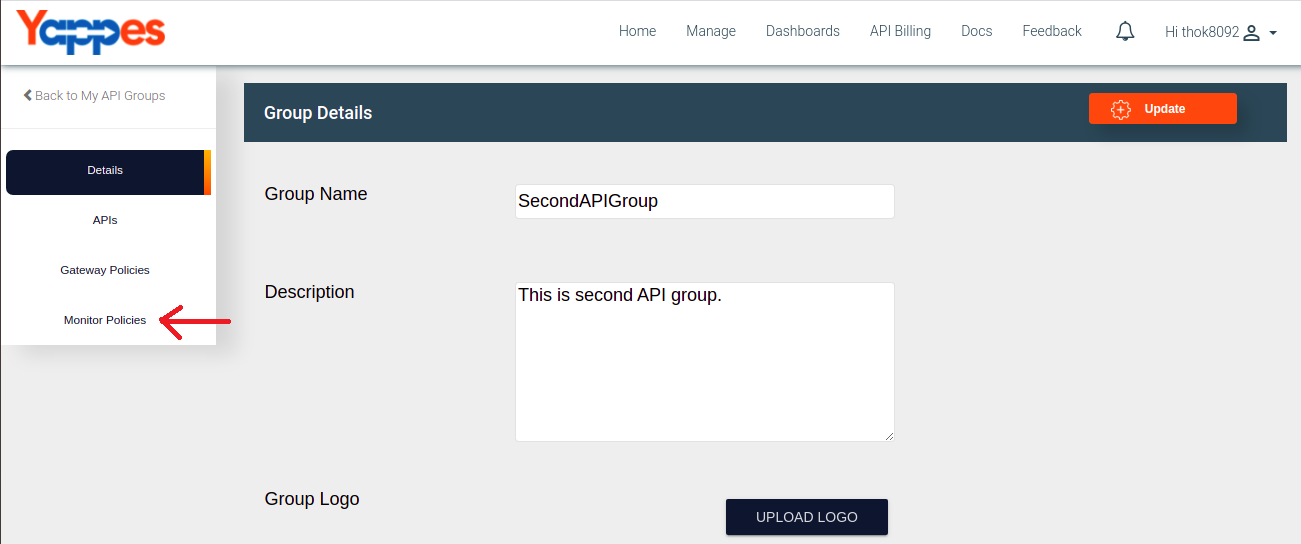 Yappes
Home Manage Dashboards API Billing Docs Feedback Hi thok8092
Back to My API Groups
Details
APIs
Gateway Policies
Monitor Policies
Group Details
Update
Group Name
SecondAPIGroup
Description
This is second API group.
Group Logo
UPLOAD LOGO